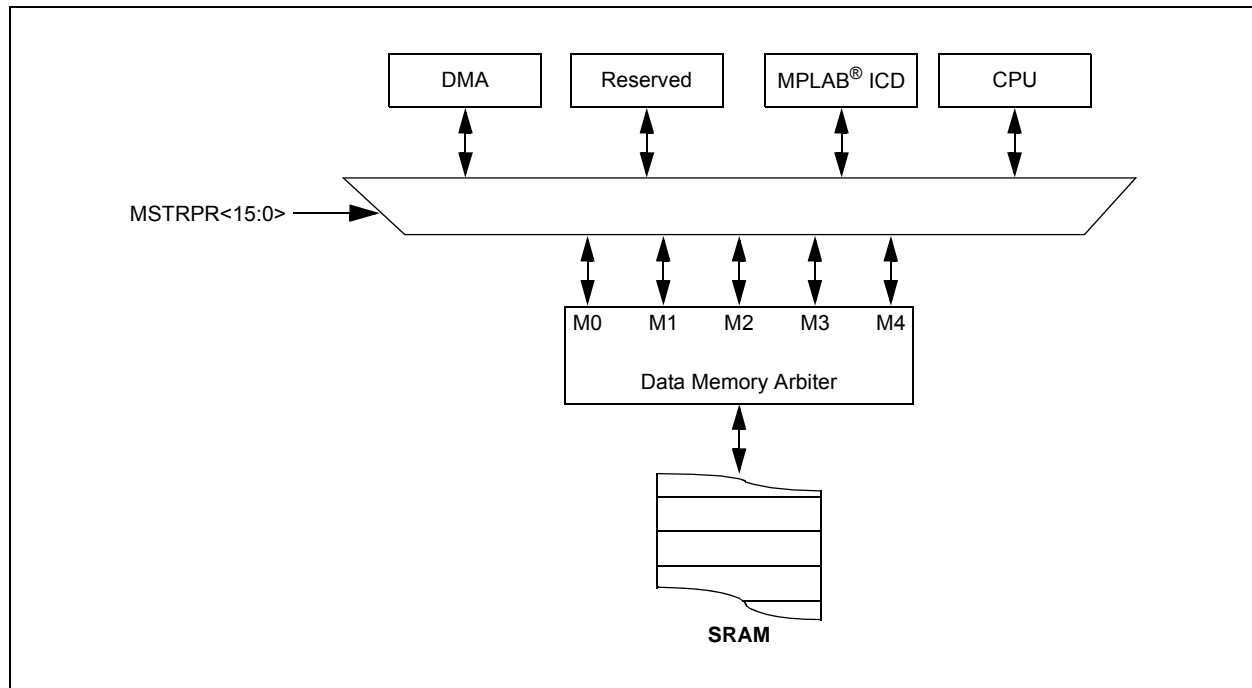 DMA
Reserved
MPLAB® ICD
CPU
MSTRPR<15:0>
M0 M1 M2 M3 M4
Data Memory Arbiter
SRAM